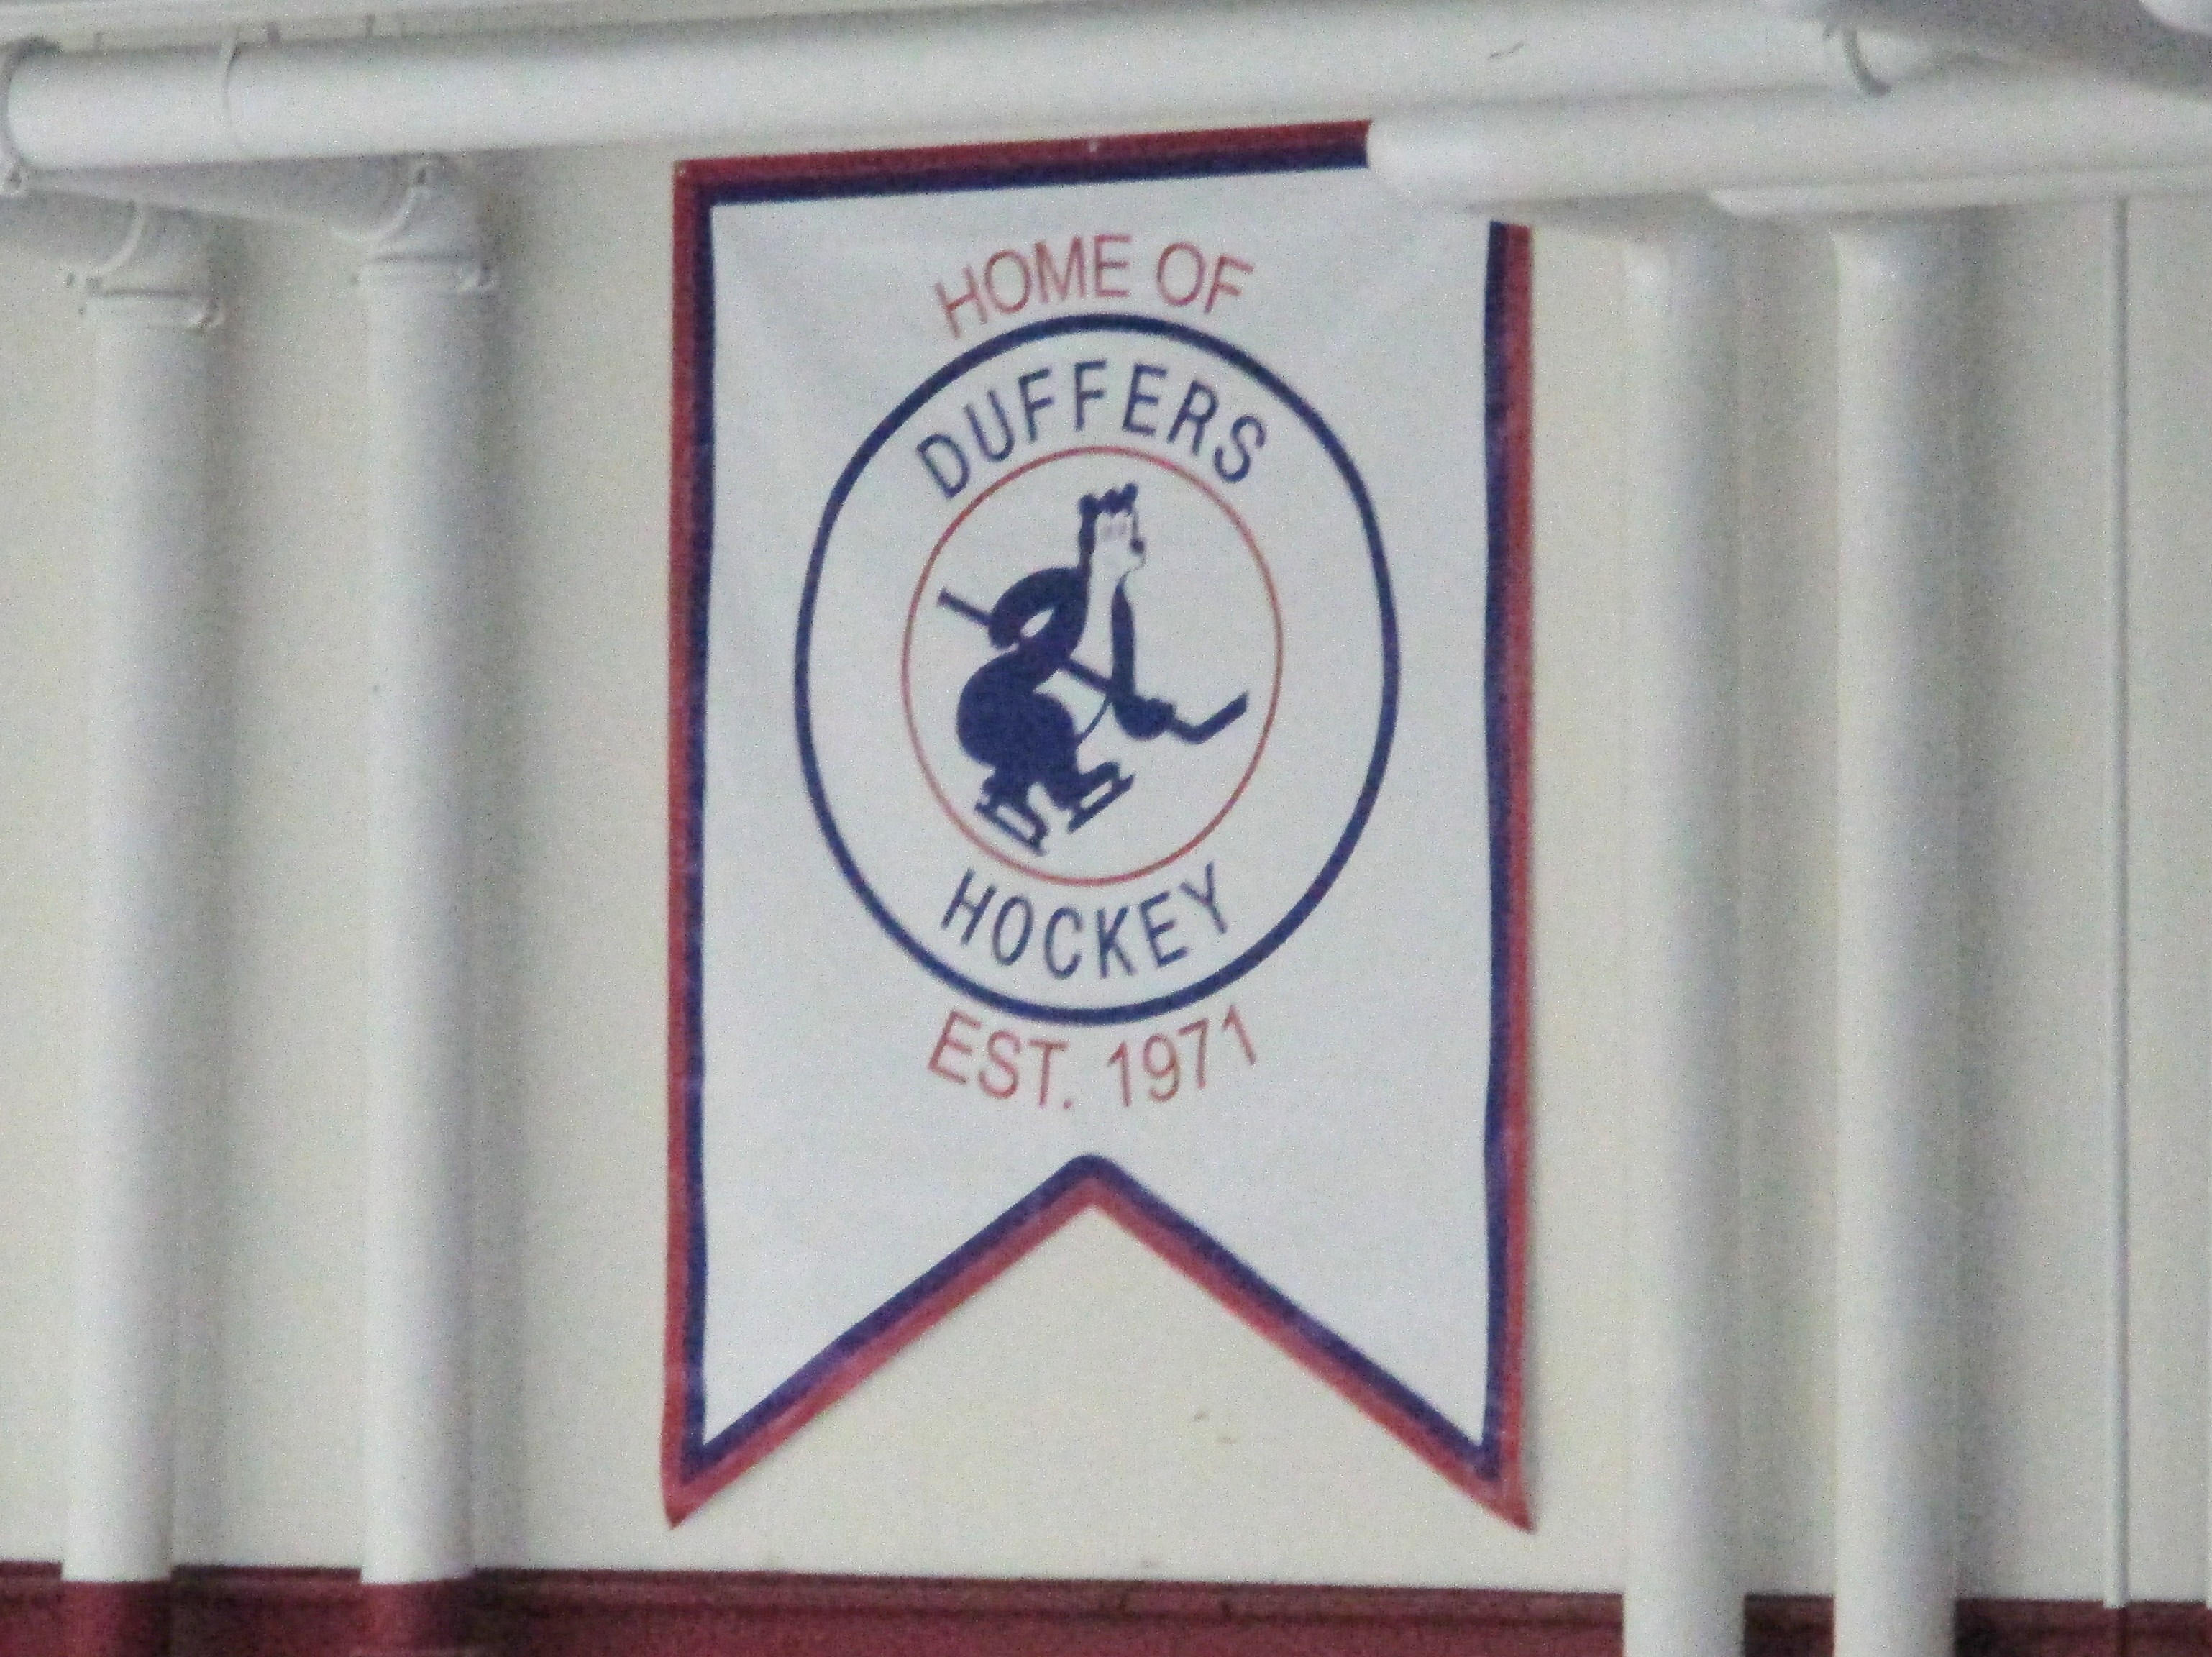 HOME OF
DUFFERS
HOCKEY
EST. 1971